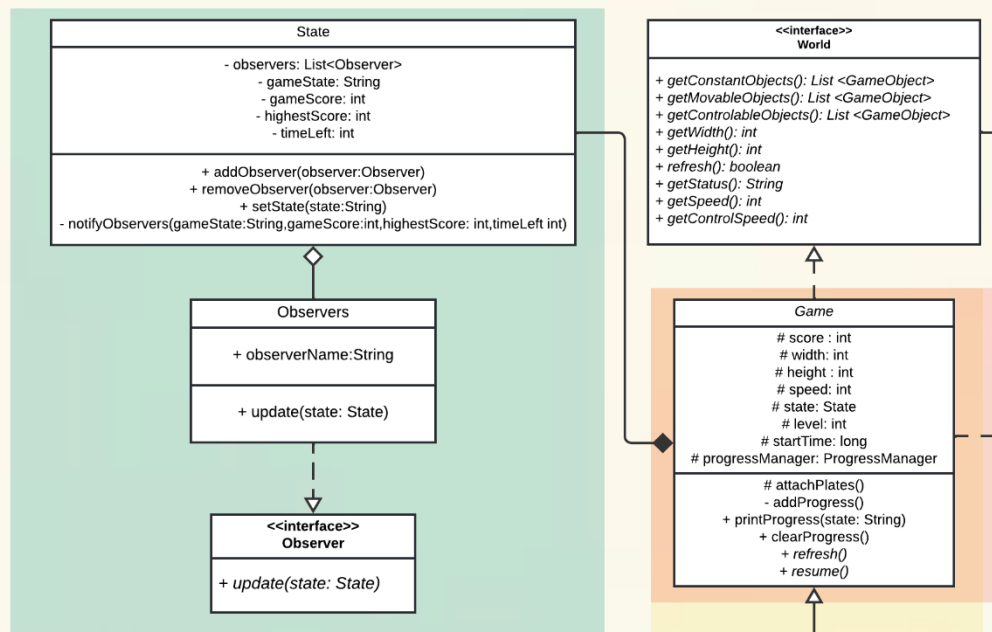 State
- observers: List<Observer>
- gameState: String
- gameScore: int
- highestScore: int
- timeLeft: int
+ addObserver(observer:Observer)
+ removeObserver(observer:Observer)
+ setState(state:String)
- notifyObservers(gameState:String,gameScore:int,highestScore: int,timeLeft int)
Observers
+ observerName:String
+ update(state: State)
<<interface>>
Observer
+ update(state: State)
<<interface>>
World
+ getConstantObjects(): List <GameObject>
+ getMovableObjects(): List <GameObject>
+ getControlableObjects(): List <GameObject>
+ getWidth(): int
+ getHeight(): int
+ refresh(): boolean
+ getStatus(): String
+ getSpeed(): int
+ getControlSpeed(): int
Game
# score : int
# width: int
# height : int
# speed: int
# state: State
# level: int
# startTime: long
# progressManager: ProgressManager
# attachPlates()
- addProgress()
+ printProgress(state: String)
+ clearProgress()
+ refresh()
+ resume()